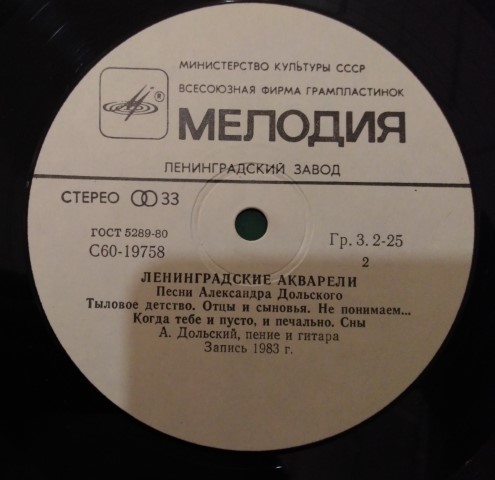 МИНИСТЕРСТВО КУЛЬТУРЫ СССР
ВСЕСОЮЗНАЯ ФИРМА ГРАМПЛАСТИНОК
®
МЕЛОДИЯ
ЛЕНИНГРАДСКИЙ ЗАВОД
СТЕРЕО 33
ГОСТ 5289-80
С60-19758
Гр. 3. 2-25
2
ЛЕНИНГРАДСКИЕ АКВАРЕЛИ
Песни Александра Дольского
Тыловое детство. Отцы и сыновья. Не понимаем...
Когда тебе и пусто, и печально. Сны
А. Дольский, пение и гитара
Запись 1983 г.